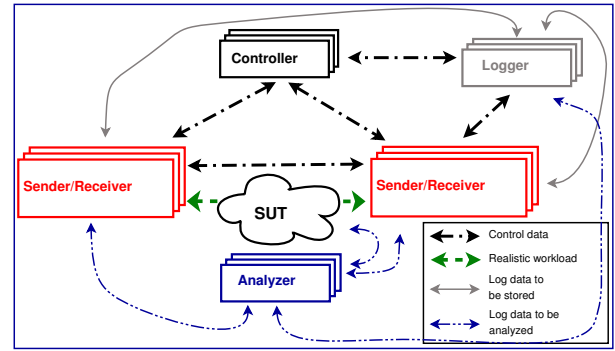 Controller
Logger
Sender/Receiver
Sender/Receiver
SUT
Analyzer
Control data
Realistic workload
Log data to
be stored
Log data to be
analyzed